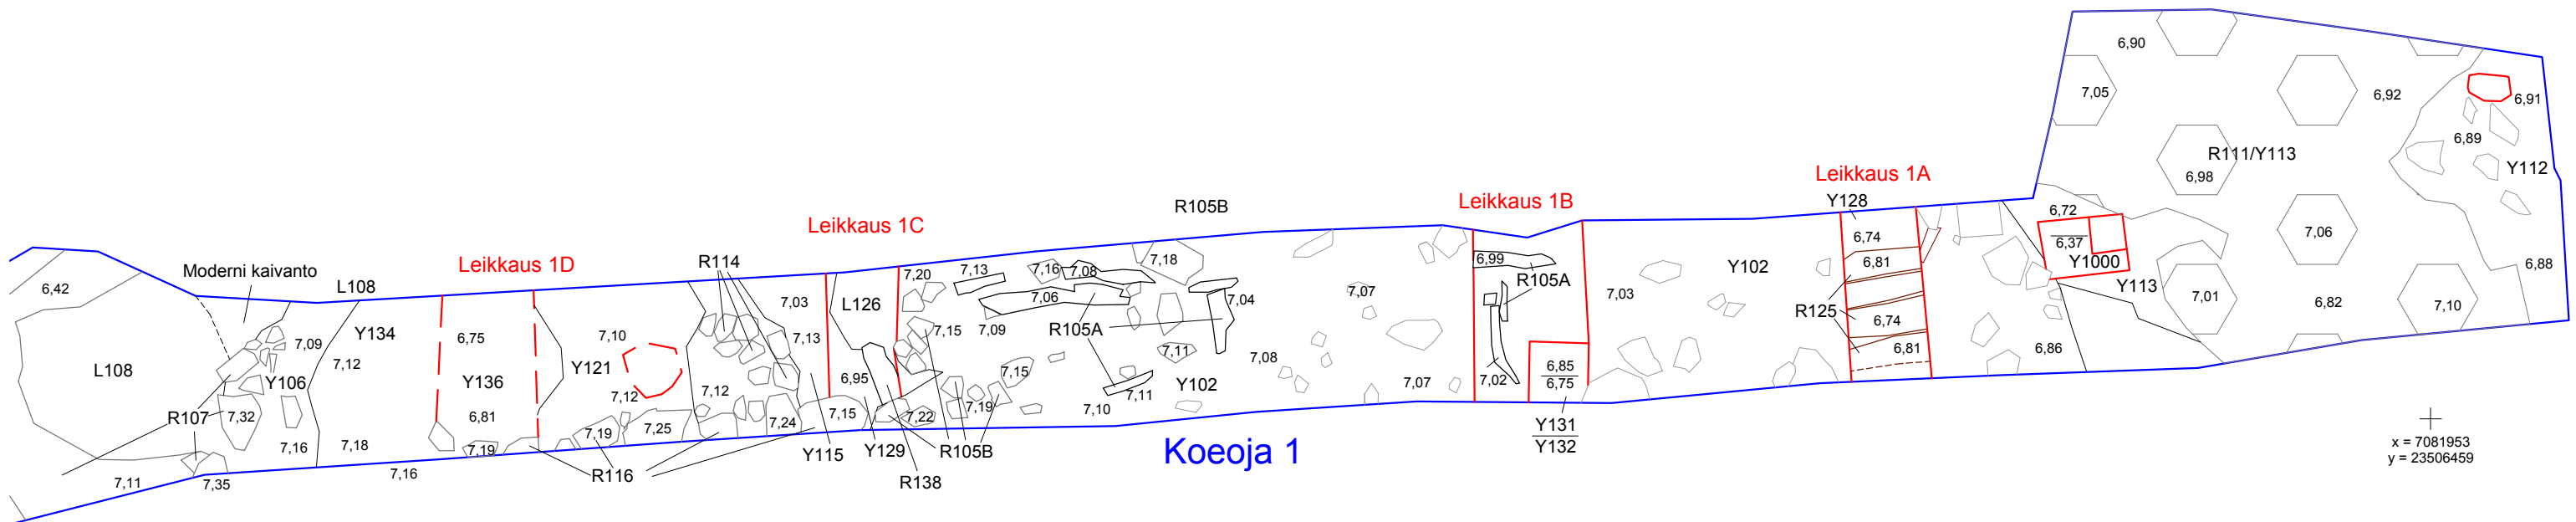 6,90
7,05
6,92
6,91
6,89
R111/Y113
Y112
6,98
Leikkaus 1A
Y128
Leikkaus 1B
R105B
Leikkaus 1C
6,72
6,37
Y1000
Y113
7,06
6,88
7,01
6,82
7,10
6,74
6,81
R125
6,74
6,81
6,86
Y102
7,03
6,99
R105A
7,02
6,85
6,75
Y131
Y132
7,18
7,16
7,08
7,13
7,20
7,06
7,04
7,07
R105A
7,09
7,15
7,11
7,08
7,15
Y102
7,11
7,10
7,07
7,19
7,22
R105B
R138
Y129
Y115
L126
6,95
7,15
7,03
7,13
R114
Leikkaus 1D
Moderni kaivanto
L108
6,42
Y134
7,09
7,12
6,75
7,10
Y121
Y136
7,12
7,12
L108
Y106
R107
7,32
6,81
7,24
7,25
7,19
7,19
7,16
7,18
R116
7,16
7,11
7,35
Koeoja 1
x = 7081953
y = 23506459